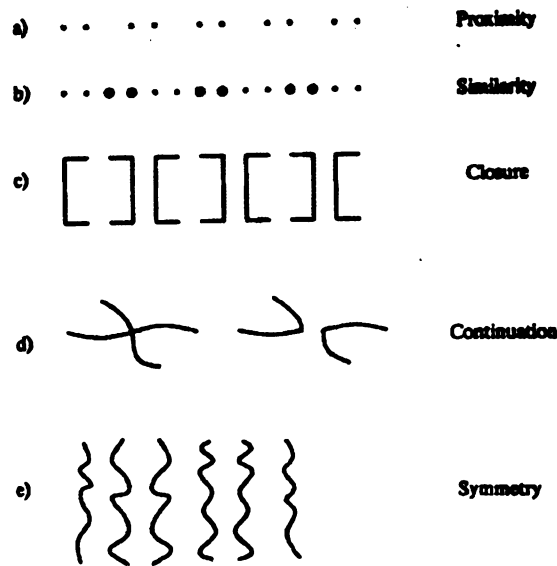 a) Proximity
b) Similarity
c) Closure
d) Continuation
e) Symmetry